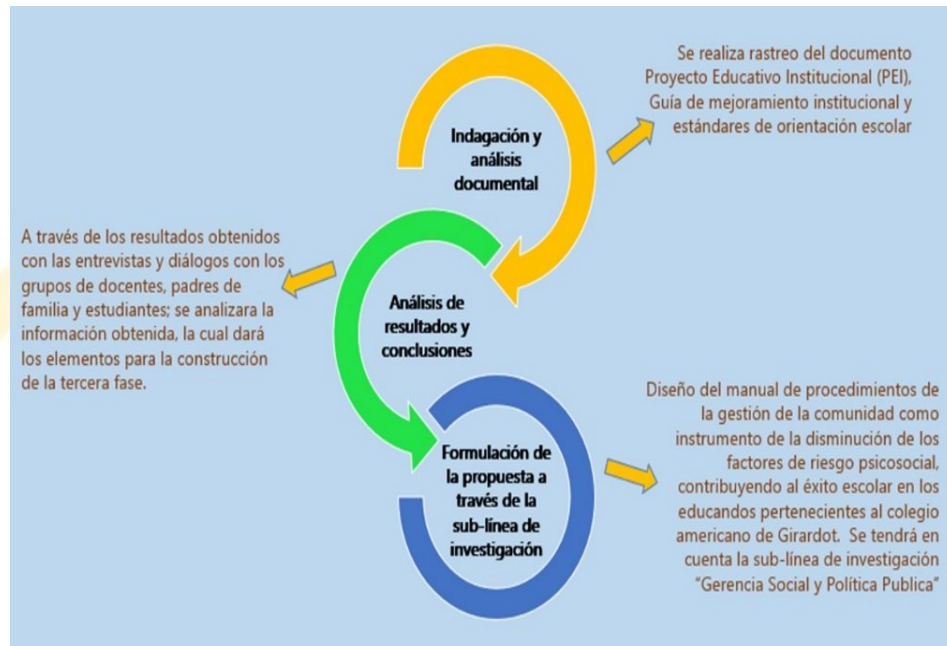 Indagación y
análisis
documental
Se realiza rastreo del documento
Proyecto Educativo Institucional (PEI),
Guía de mejoramiento institucional y
estándares de orientación escolar
Análisis de
resultados y
conclusiones
A través de los resultados obtenidos
con las entrevistas y diálogos con los
grupos de docentes, padres de
familia y estudiantes; se analizara la
información obtenida, la cual dará
los elementos para la construcción
de la tercera fase.
Formulación de
la propuesta a
través de la
sub-línea de
investigación
Diseño del manual de procedimientos de
la gestión de la comunidad como
instrumento de la disminución de los
factores de riesgo psicosocial,
contribuyendo al éxito escolar en los
educandos pertenecientes al colegio
americano de Girardot. Se tendrá en
cuenta la sub-línea de investigación
"Gerencia Social y Política Publica"